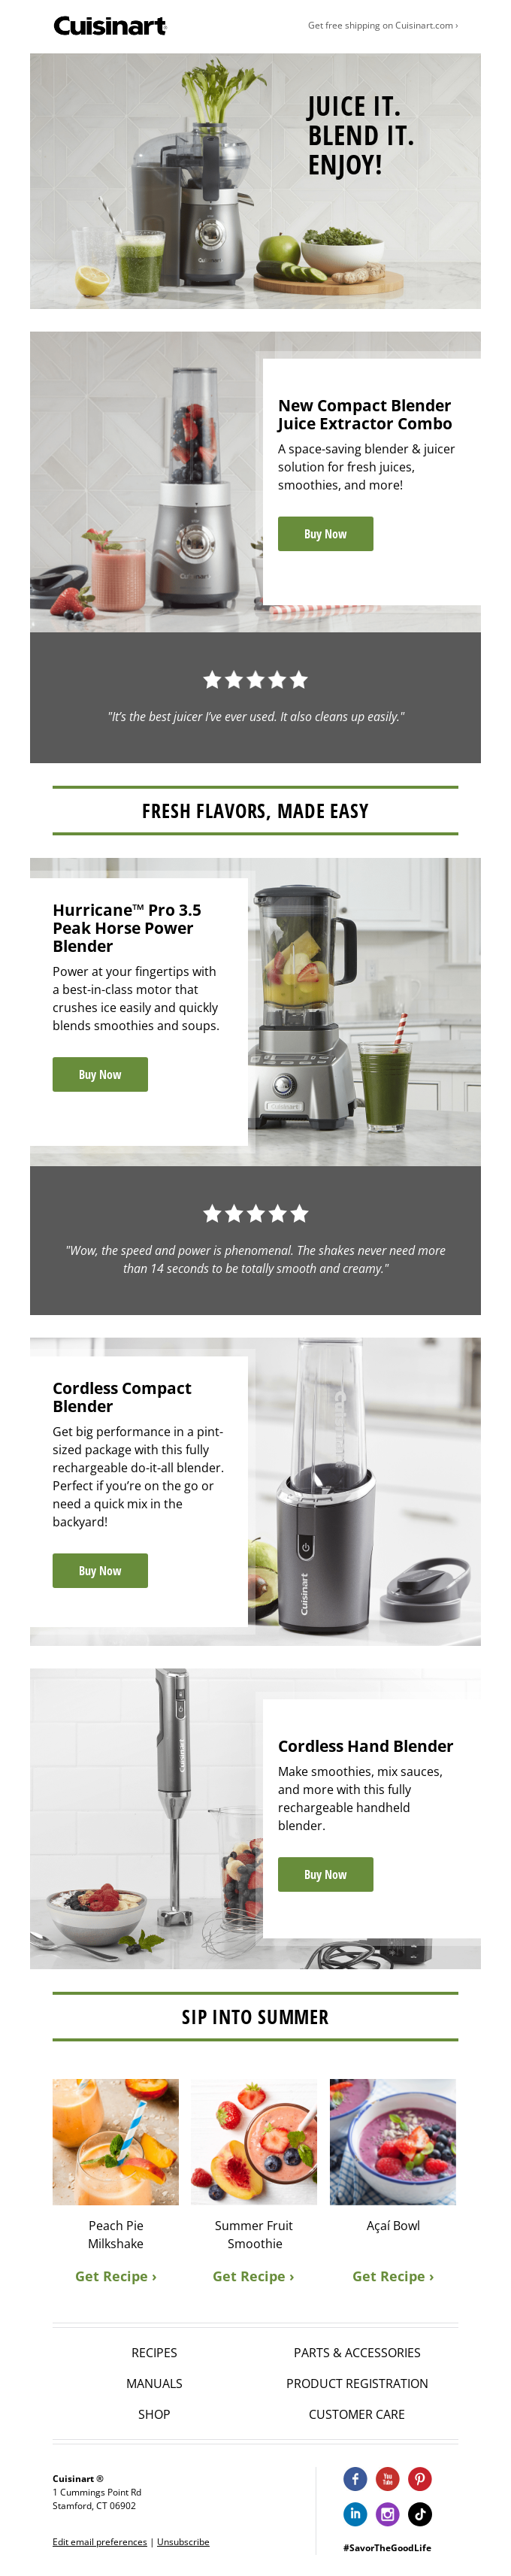 Cuisinart
Get free shipping on Cuisinart.com ›
JUICE IT.
BLEND IT.
ENJOY!
New Compact Blender
Juice Extractor Combo
A space-saving blender & juicer
solution for fresh juices,
smoothies, and more!
Buy Now
"It's the best juicer I've ever used. It also cleans up easily."
FRESH FLAVORS, MADE EASY
Hurricane™ Pro 3.5
Peak Horse Power
Blender
Power at your fingertips with
a best-in-class motor that
crushes ice easily and quickly
blends smoothies and soups.
Buy Now
Cuisinart
"Wow, the speed and power is phenomenal. The shakes never need more
than 14 seconds to be totally smooth and creamy."
Cordless Compact
Blender
Get big performance in a pint-
sized package with this fully
rechargeable do-it-all blender.
Perfect if you’re on the go or
need a quick mix in the
backyard!
Buy Now
Cuisinart
Cuisinart
Cordless Hand Blender
Make smoothies, mix sauces,
and more with this fully
rechargeable handheld
blender.
Buy Now
Cuisinart
SIP INTO SUMMER
Peach Pie
Milkshake
Get Recipe ›
Summer Fruit
Smoothie
Get Recipe ›
Açaí Bowl
Get Recipe ›
RECIPES
PARTS & ACCESSORIES
MANUALS
PRODUCT REGISTRATION
SHOP
CUSTOMER CARE
Cuisinart ®
1 Cummings Point Rd
Stamford, CT 06902
Edit email preferences | Unsubscribe
f
You Tube
in
#SavorTheGoodLife